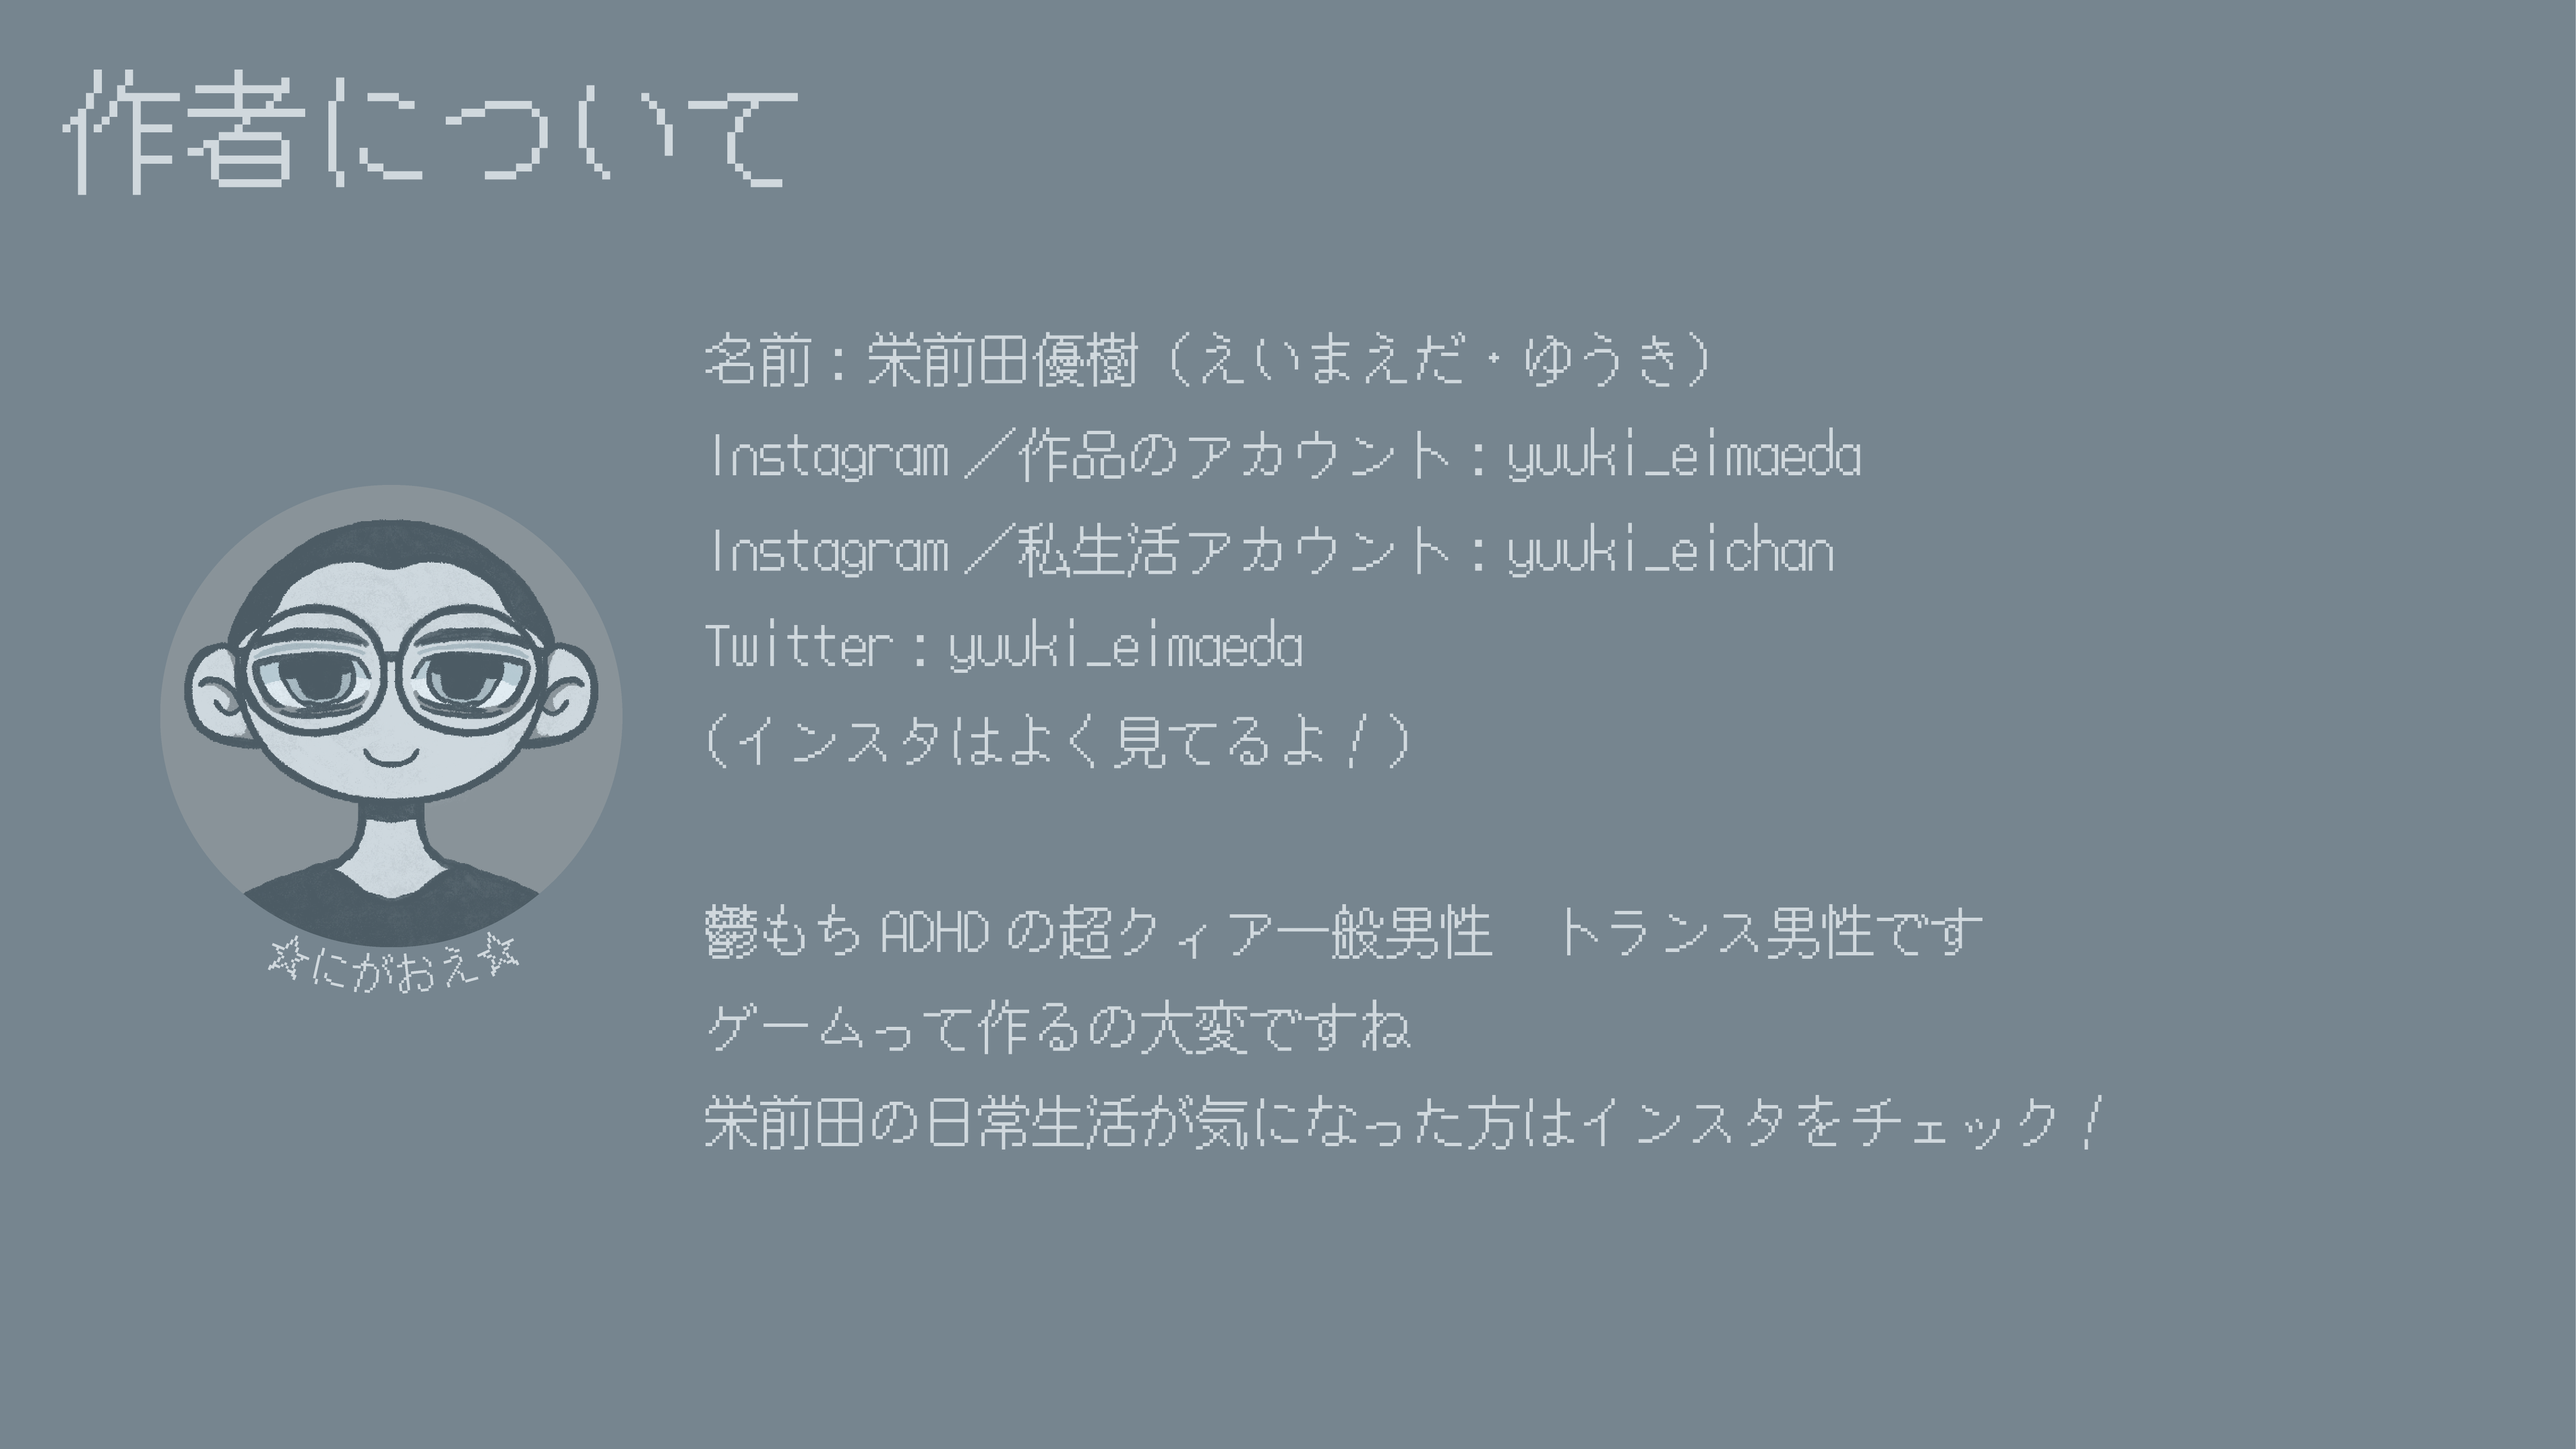 作者について
名前：栄前田優樹（えいまえだ・ゆうき）
Instagram／作品のアカウント：yuuki_eimaeda
Instagram／私生活アカウント：yuuki_eichan
Twitter：yuuki_eimaeda
(インスタはよく見てるよ！)
☆にがおえ☆
鬱もちADHDの超クィア一般男性　トランス男性です
ゲームって作るの大変ですね
栄前田の日常生活が気になった方はインスタをチェック！